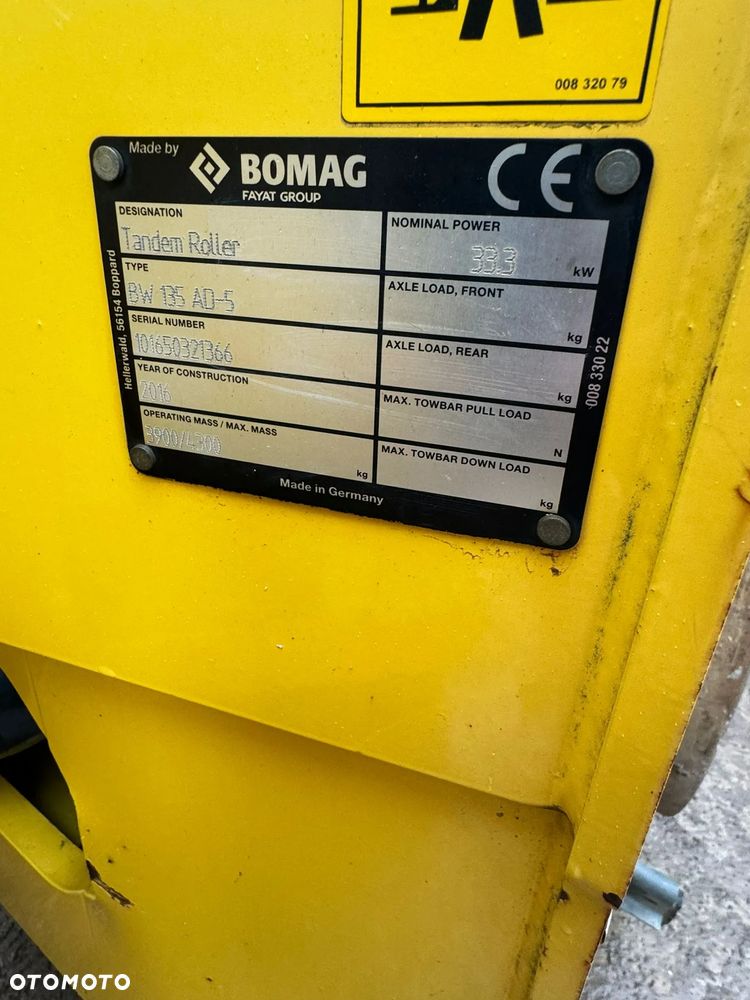 008 320 79
Made by BOMAG CE
FAYAT GROUP
DESIGNATION
Tandem Roller
TYPE
BW 135 AD-5
SERIAL NUMBER
101650321366
YEAR OF CONSTRUCTION
2016
OPERATING MASS / MAX. MASS
3900/4300
kg
NOMINAL POWER
33.3
kW
AXLE LOAD, FRONT
kg
AXLE LOAD, REAR
kg
MAX. TOWBAR PULL LOAD
N
MAX. TOWBAR DOWN LOAD
kg
Hellerwald, 56154 Boppard
008 330 22
Made in Germany
OTOMOTO